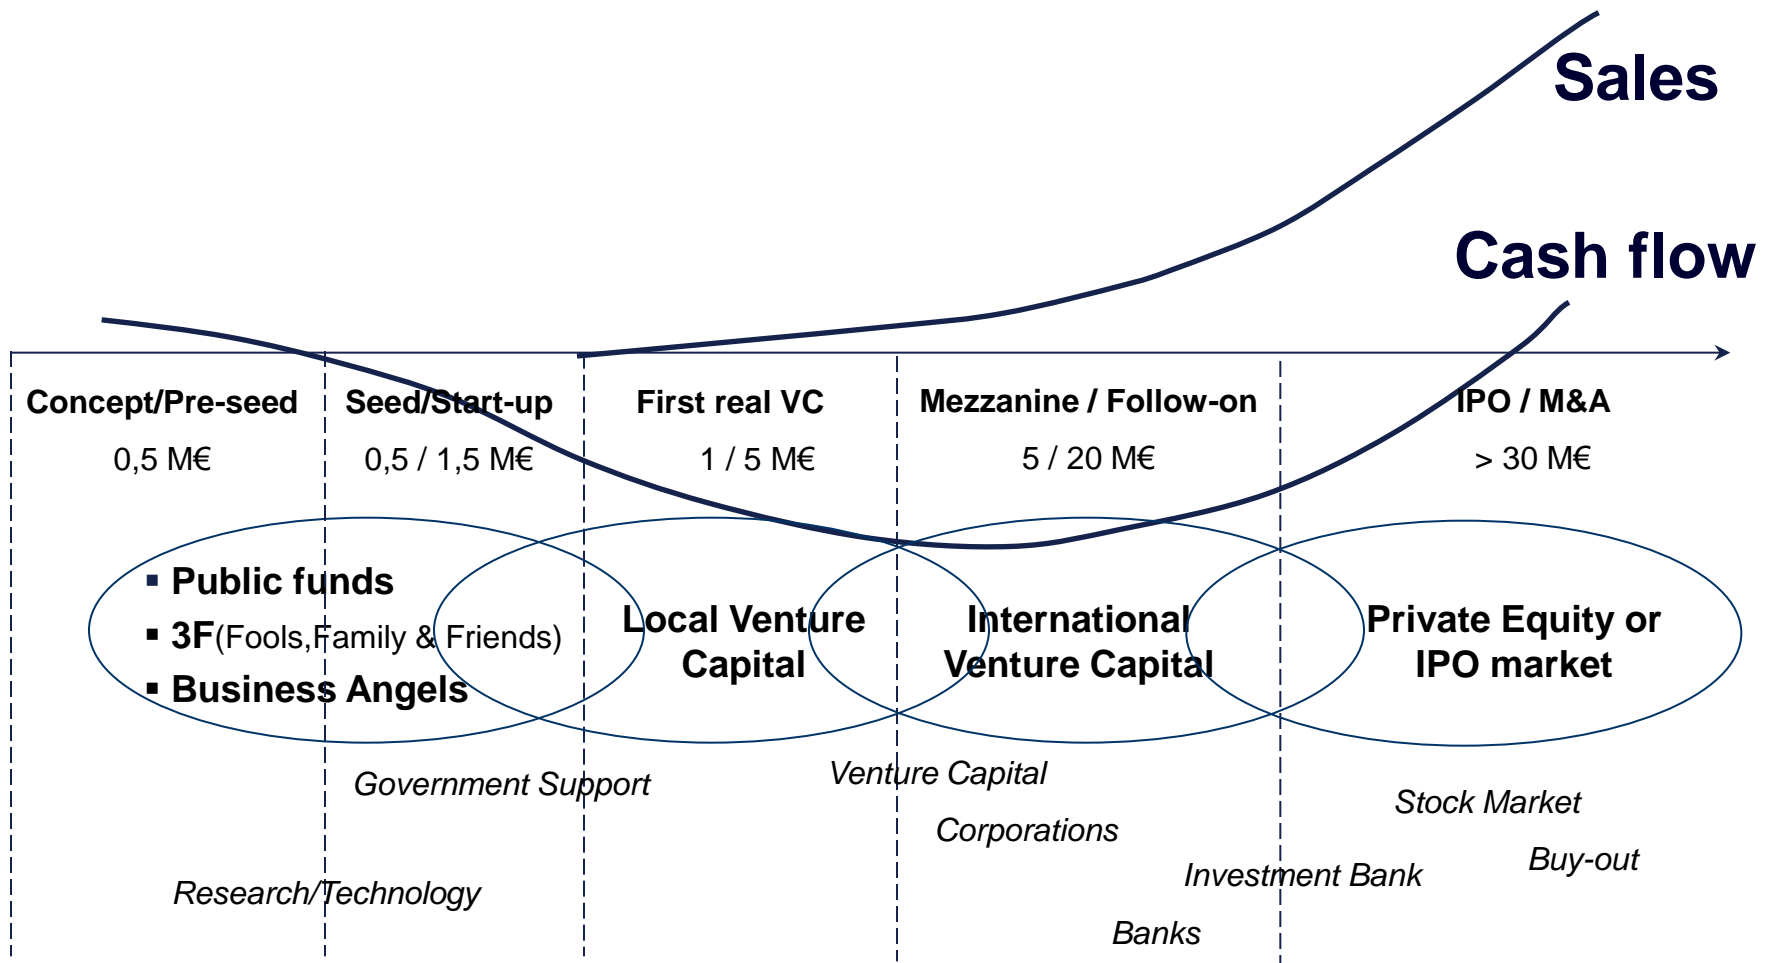 Sales
Cash flow
Concept/Pre-seed
Seed/Start-up
First real VC
Mezzanine / Follow-on
IPO / M&A
0,5 M€
0,5 / 1,5 M€
1 / 5 M€
5 / 20 M€
> 30 M€
▪ Public funds
▪ 3F(Fools,Family & Friends)
▪ Business Angels
Local Venture
Capital
International
Venture Capital
Private Equity or
IPO market
Government Support
Venture Capital
Stock Market
Corporations
Buy-out
Investment Bank
Research/Technology
Banks